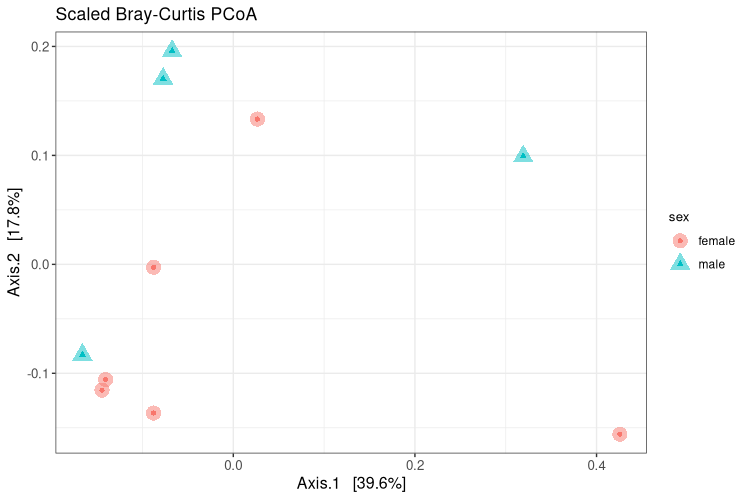 Scaled Bray-Curtis PCoA
0.2
0.1
0.0
-0.1
Axis.2 [17.8%]
0.0 0.2 0.4
Axis.1 [39.6%]
sex
female
male